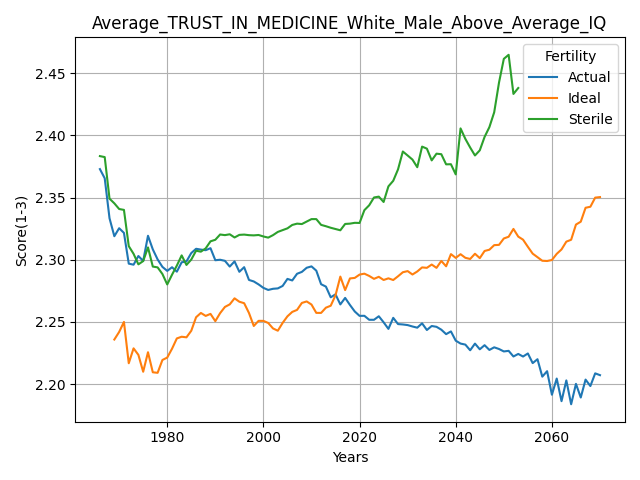 Average_TRUST_IN_MEDICINE_White_Male_Above_Average_IQ
Fertility
Actual
Ideal
Sterile
Score(1-3)
2.45
2.40
2.35
2.30
2.25
2.20
1980 2000 2020 2040 2060
Years